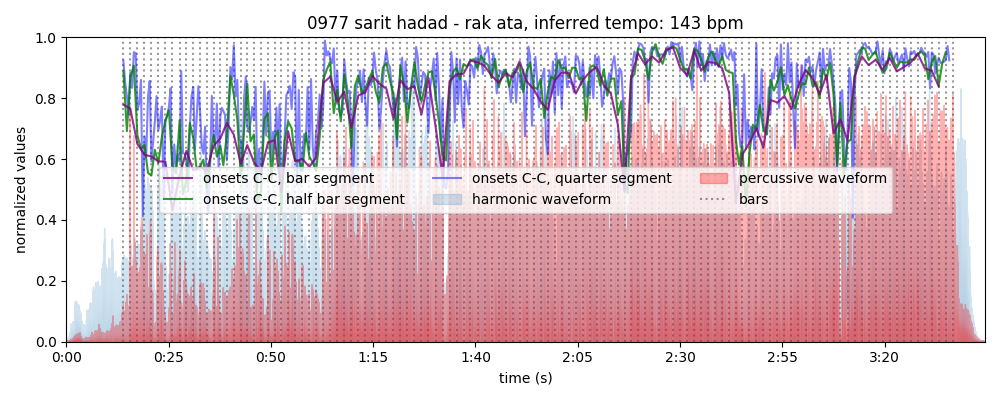 0977 sarit hadad - rak ata, inferred tempo: 143 bpm
normalized values
1.0
0.8
0.6
0.4
0.2
0.0
onsets C-C, bar segment
onsets C-C, half bar segment
onsets C-C, quarter segment
harmonic waveform
percussive waveform
bars
0:00 0:25 0:50 1:15 1:40 2:05 2:30 2:55 3:20
time (s)